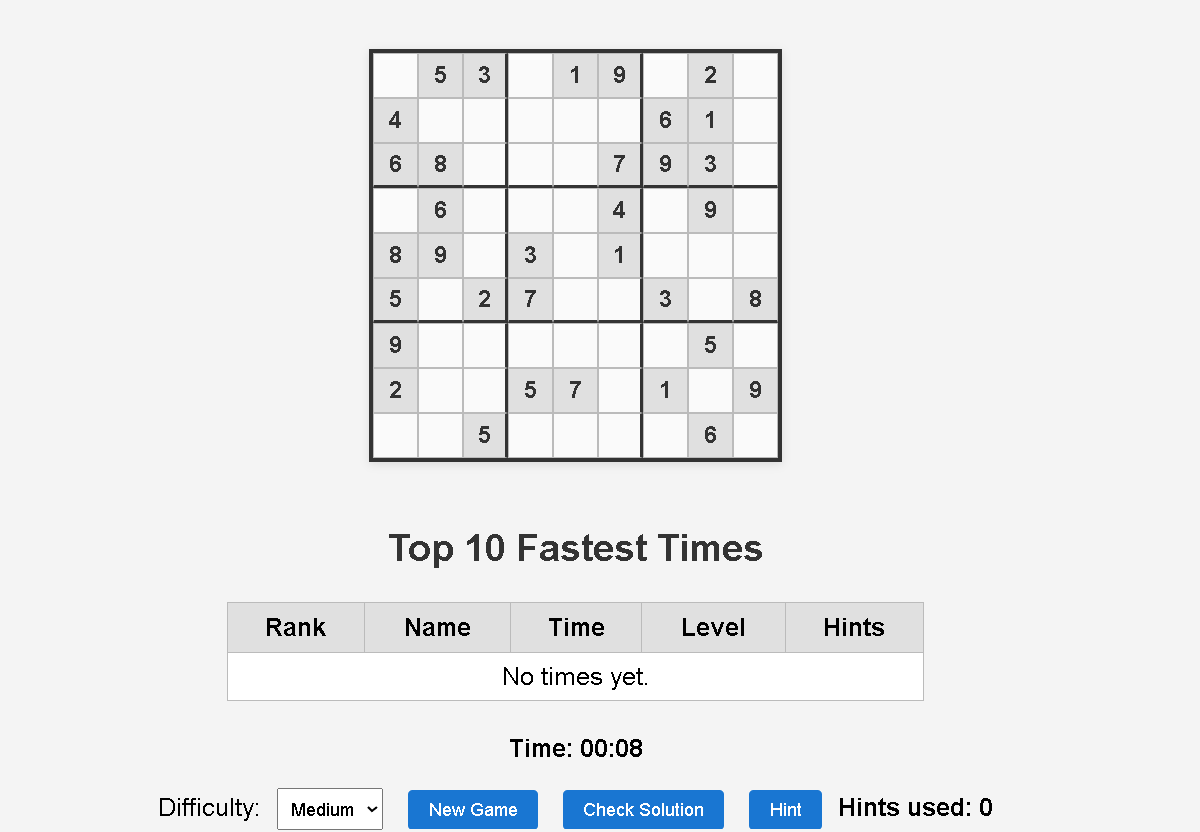 5 3 1 9 2
4 6 1
6 8 7 9 3
6 4 9
8 9 3 1
5 2 7 3 8
9 5
2 5 7 1 9
5 6
Top 10 Fastest Times
Rank Name Time Level Hints
No times yet.
Time: 00:08
Difficulty: Medium New Game Check Solution Hint Hints used: 0